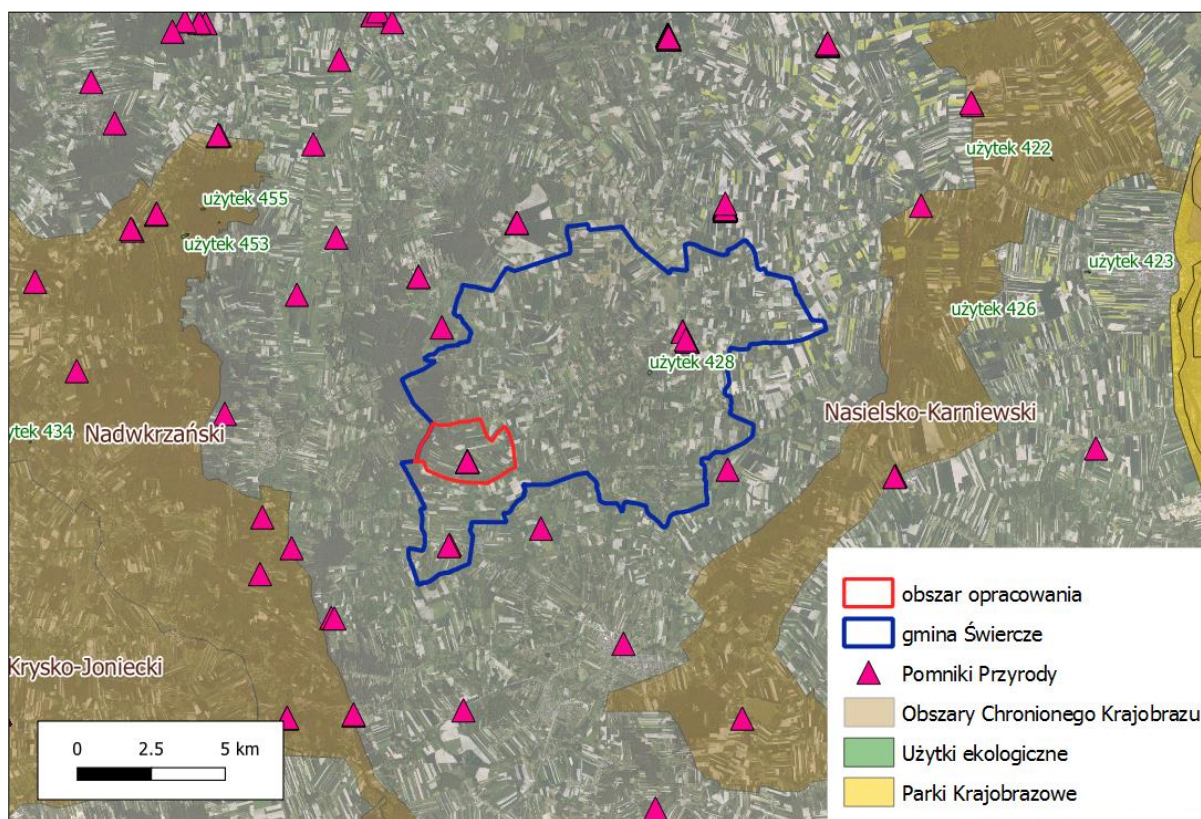 użytek 422
użytek 455
użytek 453
użytek 423
użytek 426
użytek 428
Nasielsko-Karniewski
ytek 434
Nadwkrzański
Krysko-Joniecki
0 2.5 5 km
obszar opracowania
gmina Świercze
Pomniki Przyrody
Obszary Chronionego Krajobrazu
Użytki ekologiczne
Parki Krajobrazowe